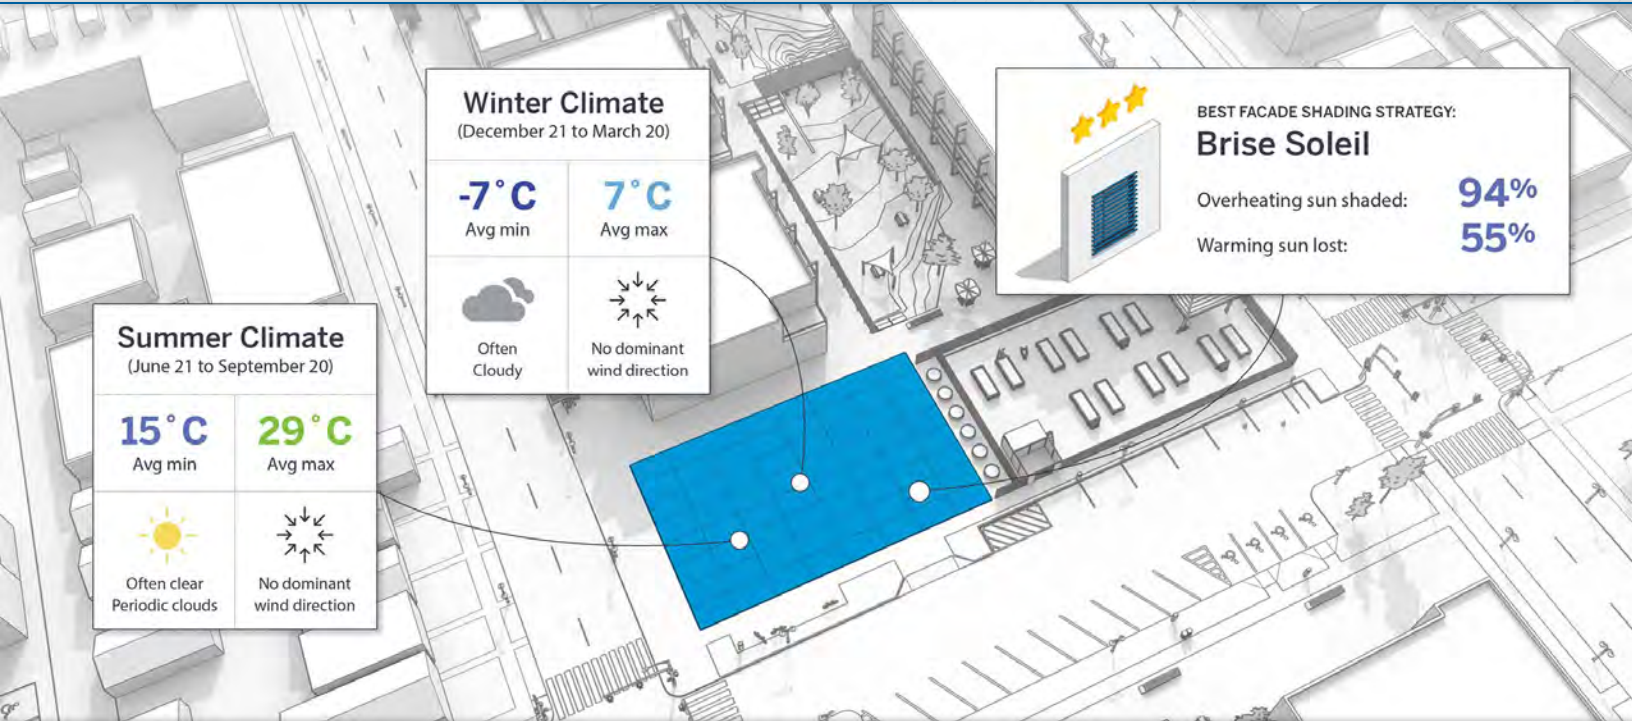 Winter Climate
(December 21 to March 20)
-7°C
Avg min
7°C
Avg max
Often
Cloudy
No dominant
wind direction
BEST FACADE SHADING STRATEGY:
Brise Soleil
Overheating sun shaded: 94%
Warming sun lost: 55%
Summer Climate
(June 21 to September 20)
15°C
Avg min
29°C
Avg max
Often clear
Periodic clouds
No dominant
wind direction